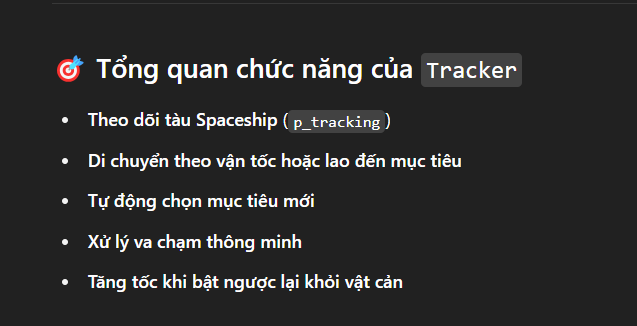 🎯 Tổng quan chức năng của Tracker
• Theo dõi tàu Spaceship (p_tracking)
• Di chuyển theo vận tốc hoặc lao đến mục tiêu
• Tự động chọn mục tiêu mới
• Xử lý va chạm thông minh
• Tăng tốc khi bật ngược lại khỏi vật cản